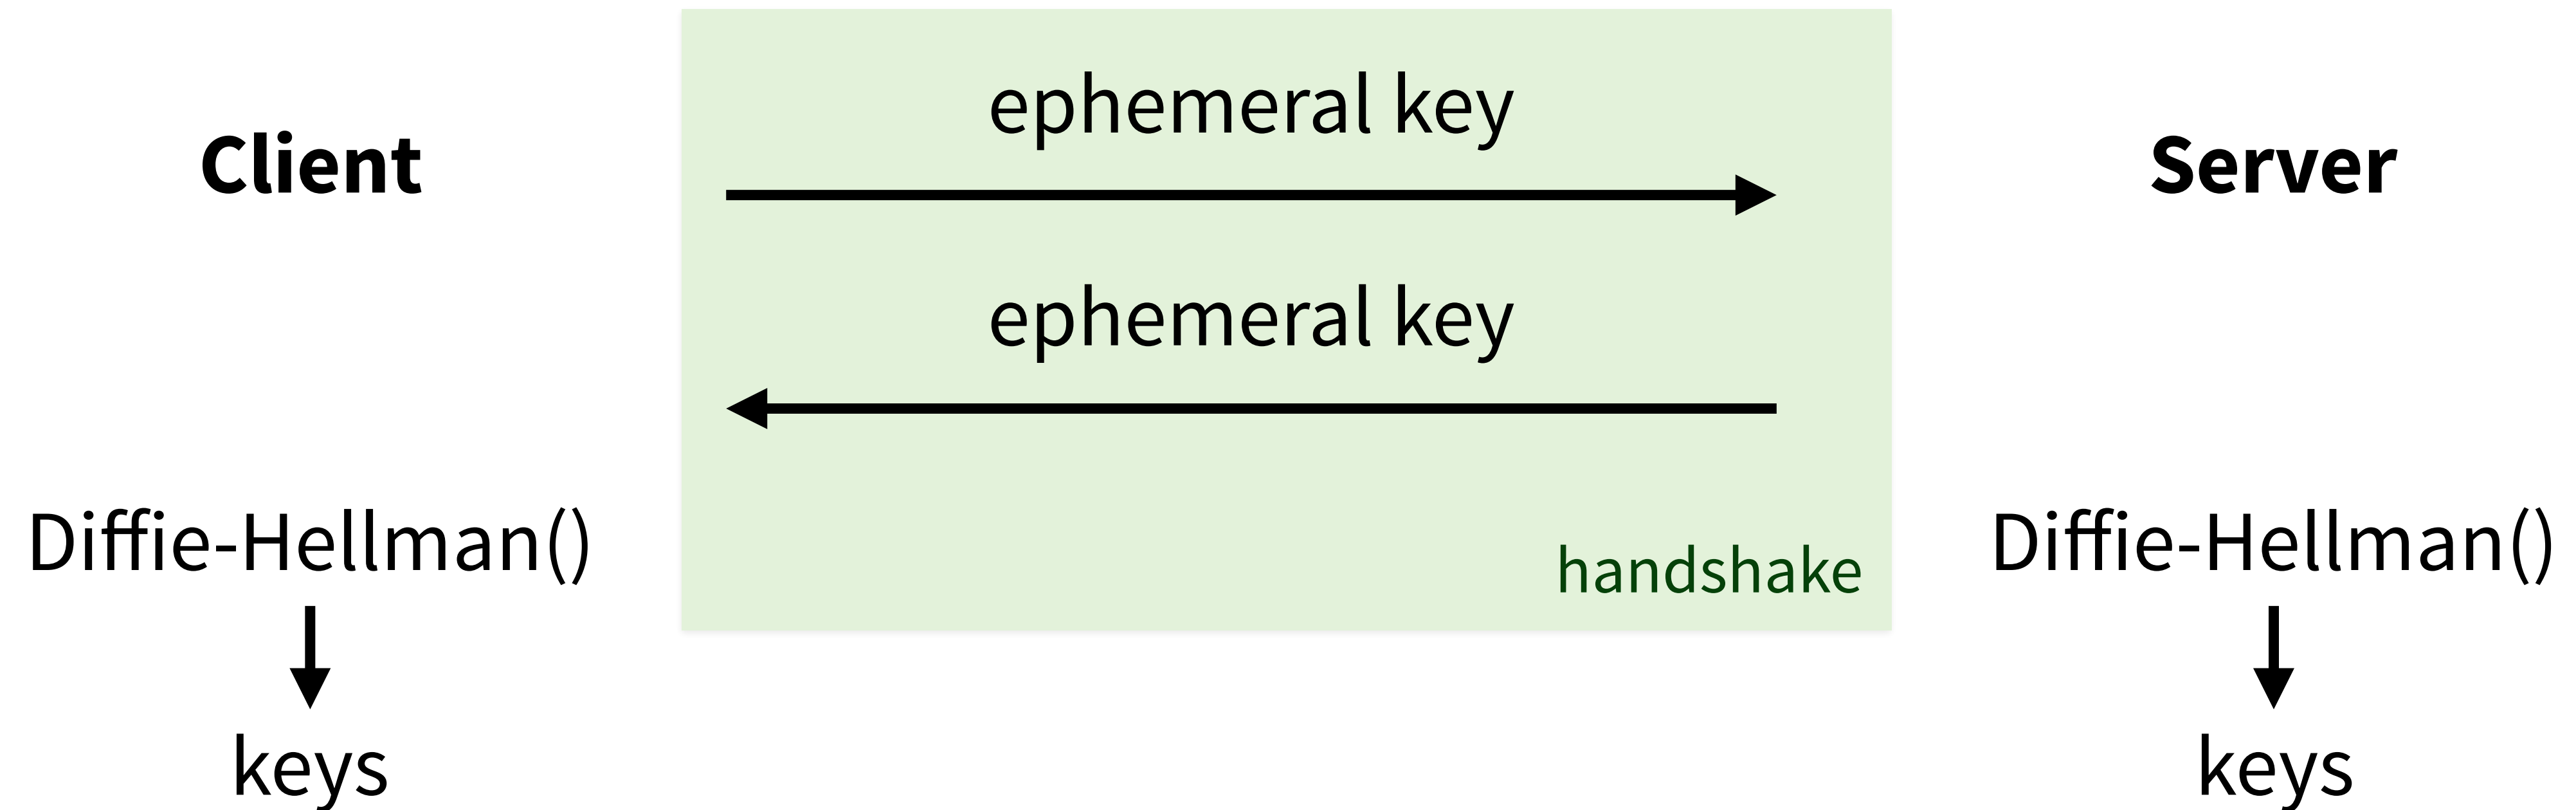 ephemeral key
Client
Server
ephemeral key
Diffie-Hellman()
Diffie-Hellman()
handshake
keys
keys